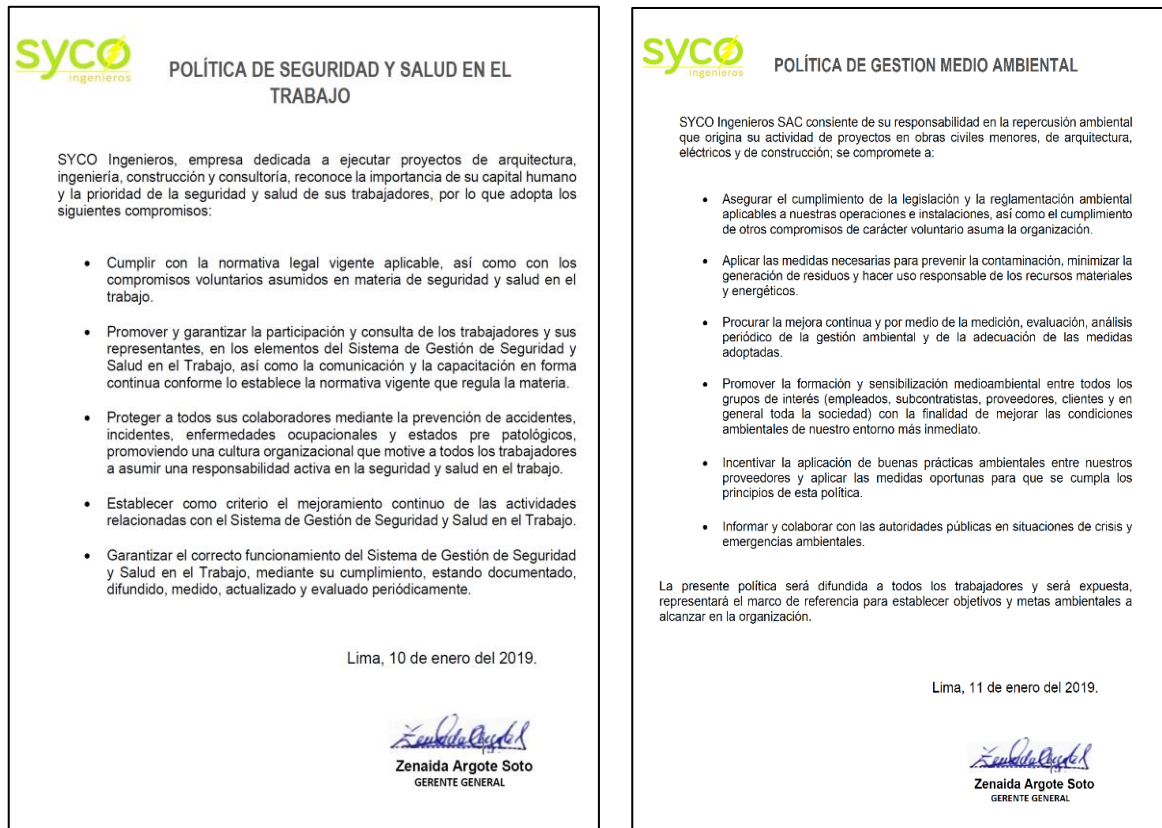 SYCO
ingenieros
POLÍTICA DE SEGURIDAD Y SALUD EN EL
TRABAJO
SYCO Ingenieros, empresa dedicada a ejecutar proyectos de arquitectura,
ingeniería, construcción y consultoría, reconoce la importancia de su capital humano
y la prioridad de la seguridad y salud de sus trabajadores, por lo que adopta los
siguientes compromisos:
• Cumplir con la normativa legal vigente aplicable, así como con los
compromisos voluntarios asumidos en materia de seguridad y salud en el
trabajo.
• Promover y garantizar la participación y consulta de los trabajadores y sus
representantes, en los elementos del Sistema de Gestión de Seguridad y
Salud en el Trabajo, así como la comunicación y la capacitación en forma
continua conforme lo establece la normativa vigente que regula la materia.
• Proteger a todos sus colaboradores mediante la prevención de accidentes,
incidentes, enfermedades ocupacionales y estados pre patológicos,
promoviendo una cultura organizacional que motive a todos los trabajadores
a asumir una responsabilidad activa en la seguridad y salud en el trabajo.
• Establecer como criterio el mejoramiento continuo de las actividades
relacionadas con el Sistema de Gestión de Seguridad y Salud en el Trabajo.
• Garantizar el correcto funcionamiento del Sistema de Gestión de Seguridad
y Salud en el Trabajo, mediante su cumplimiento, estando documentado,
difundido, medido, actualizado y evaluado periódicamente.
Lima, 10 de enero del 2019.
Zenaida Argote Soto
GERENTE GENERAL
SYCO
ingenieros
POLÍTICA DE GESTION MEDIO AMBIENTAL
SYCO Ingenieros SAC consiente de su responsabilidad en la repercusión ambiental
que origina su actividad de proyectos en obras civiles menores, de arquitectura,
eléctricos y de construcción; se compromete a:
• Asegurar el cumplimiento de la legislación y la reglamentación ambiental
aplicables a nuestras operaciones e instalaciones, así como el cumplimiento
de otros compromisos de carácter voluntario asuma la organización.
• Aplicar las medidas necesarias para prevenir la contaminación, minimizar la
generación de residuos y hacer uso responsable de los recursos materiales
y energéticos.
• Procurar la mejora continua y por medio de la medición, evaluación, análisis
periódico de la gestión ambiental y de la adecuación de las medidas
adoptadas.
• Promover la formación y sensibilización medioambiental entre todos los
grupos de interés (empleados, subcontratistas, proveedores, clientes y en
general toda la sociedad) con la finalidad de mejorar las condiciones
ambientales de nuestro entorno más inmediato.
• Incentivar la aplicación de buenas prácticas ambientales entre nuestros
proveedores y aplicar las medidas oportunas para que se cumpla los
principios de esta política.
• Informar y colaborar con las autoridades públicas en situaciones de crisis y
emergencias ambientales.
La presente política será difundida a todos los trabajadores y será expuesta,
representará el marco de referencia para establecer objetivos y metas ambientales a
alcanzar en la organización.
Lima, 11 de enero del 2019.
Zenaida Argote Soto
GERENTE GENERAL